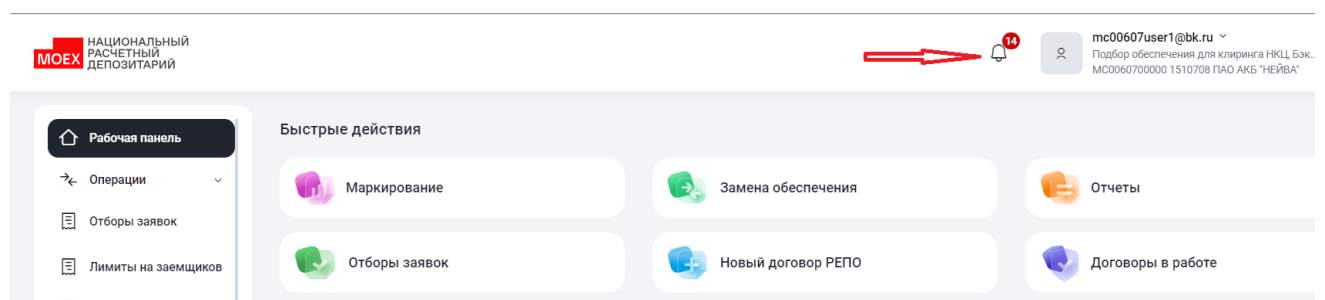 MOEX
НАЦИОНАЛЬНЫЙ
РАСЧЕТНЫЙ
ДЕПОЗИТАРИЙ
14
mc00607user1@bk.ru
Подбор обеспечения для клиринга НКЦ, Бэк...
MC0060700000 1510708 ПАО АКБ "НЕЙВА"
Рабочая панель
Операции
Отборы заявок
Лимиты на заемщиков
Быстрые действия
Маркирование
Замена обеспечения
Отчеты
Отборы заявок
Новый договор РЕПО
Договоры в работе